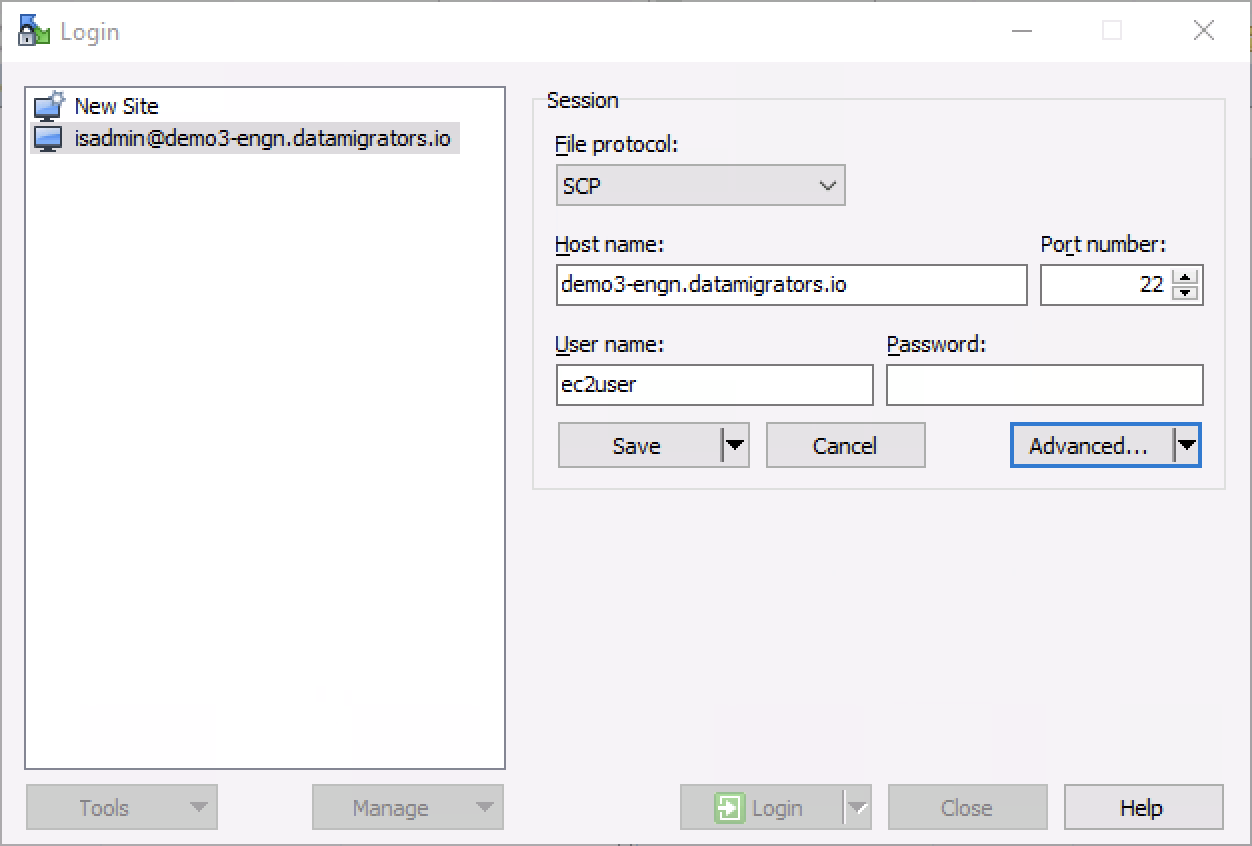 Login
New Site
isadmin@demo3-engn.datamigrators.io
Session
File protocol:
SCP
Host name:
Port number:
demo3-engn.datamigrators.io
22
User name:
Password:
ec2user
Save
Cancel
Advanced...
Tools
Manage
Login
Close
Help